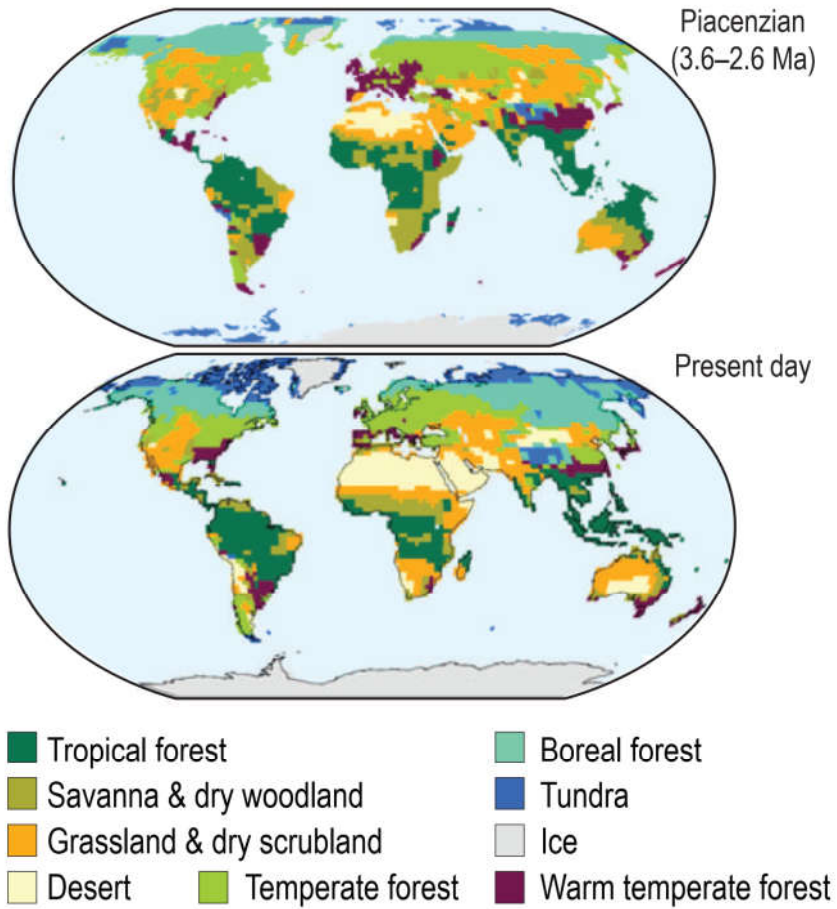 Piacenzian
(3.6–2.6 Ma)
Present day
Tropical forest
Boreal forest
Savanna & dry woodland
Tundra
Grassland & dry scrubland
Ice
Desert
Temperate forest
Warm temperate forest